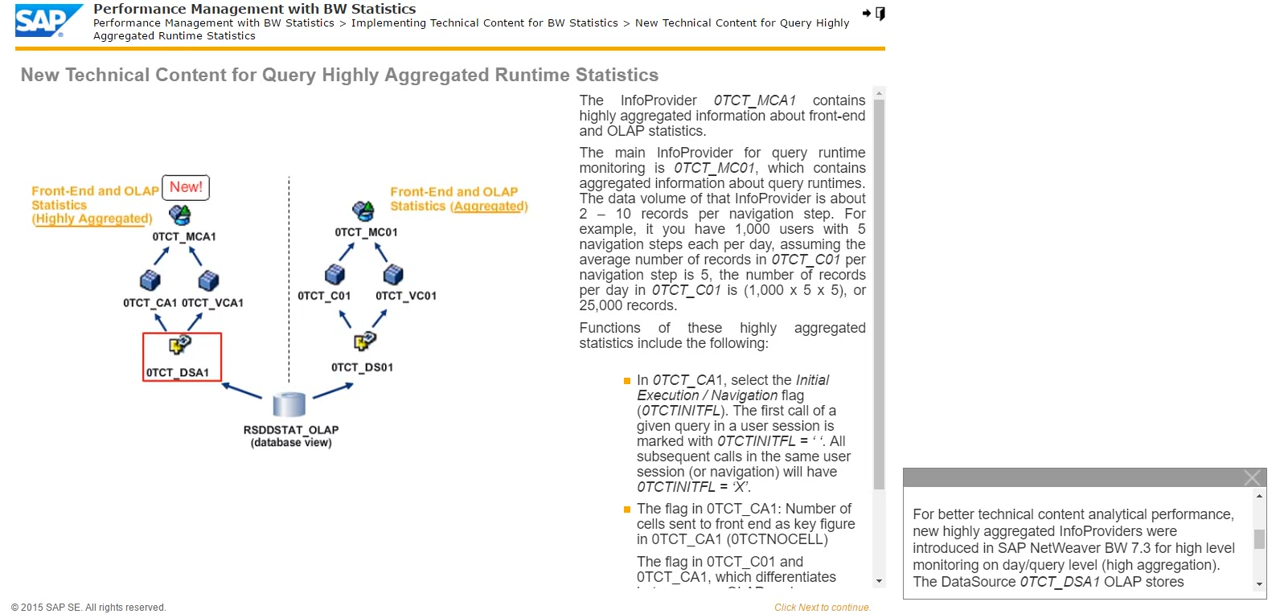 SAP
Performance Management with BW Statistics
Performance Management with BW Statistics > Implementing Technical Content for BW Statistics > New Technical Content for Query Highly
Aggregated Runtime Statistics
New Technical Content for Query Highly Aggregated Runtime Statistics
Front-End and OLAP
Statistics
(Highly Aggregated)
New!
0TCT_MCA1
0TCT_CA1 0TCT_VCA1
0TCT_DSA1
Front-End and OLAP
Statistics (Aggregated)
0TCT_MC01
0TCT_C01 0TCT_VC01
0TCT_DS01
RSDDSTAT_OLAP
(database view)
The InfoProvider 0TCT_MCA1 contains
highly aggregated information about front-end
and OLAP statistics.
The main InfoProvider for query runtime
monitoring is 0TCT_MC01, which contains
aggregated information about query runtimes.
The data volume of that InfoProvider is about
2 – 10 records per navigation step. For
example, it you have 1,000 users with 5
navigation steps each per day, assuming the
average number of records in 0TCT_C01 per
navigation step is 5, the number of records
per day in 0TCT_C01 is (1,000 x 5 x 5), or
25,000 records.
Functions of these highly aggregated
statistics include the following:
In 0TCT_CA1, select the Initial
Execution / Navigation flag
(0TCTINITFL). The first call of a
given query in a user session is
marked with 0TCTINITFL = ‘ ‘. All
subsequent calls in the same user
session (or navigation) will have
0TCTINITFL = ‘X’.
The flag in 0TCT_CA1: Number of
cells sent to front end as key figure
in 0TCT_CA1 (0TCTNOCELL)
The flag in 0TCT_C01 and
0TCT_CA1, which differentiates
For better technical content analytical performance,
new highly aggregated InfoProviders were
introduced in SAP NetWeaver BW 7.3 for high level
monitoring on day/query level (high aggregation).
The DataSource 0TCT_DSA1 OLAP stores
© 2015 SAP SE. All rights reserved.
Click Next to continue.